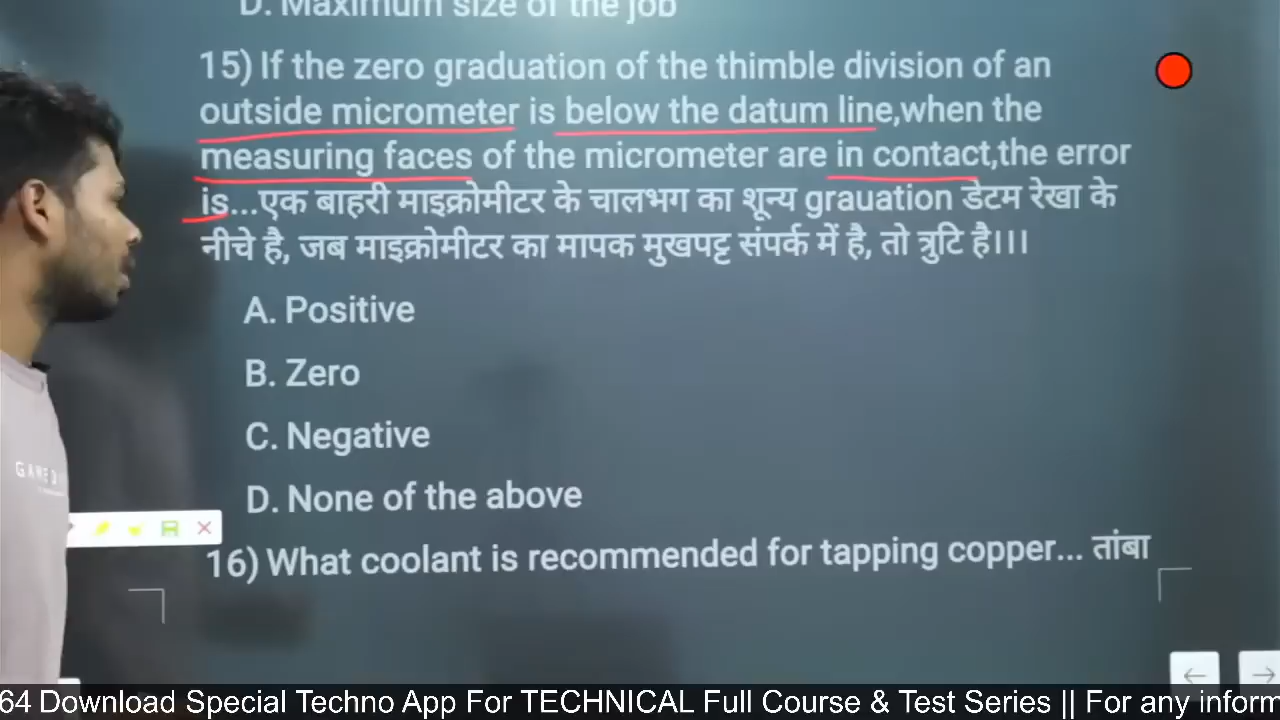 D. Maximum size of the job
15) If the zero graduation of the thimble division of an
outside micrometer is below the datum line,when the
measuring faces of the micrometer are in contact,the error
is...एक बाहरी माइक्रोमीटर के चालभग का शून्य grauation डेटम रेखा के
नीचे है, जब माइक्रोमीटर का मापक मुखपट्ट संपर्क में है, तो त्रुटि है।।।
A. Positive
B. Zero
C. Negative
D. None of the above
16) What coolant is recommended for tapping copper... तांबा
64 Download Special Techno App For TECHNICAL Full Course & Test Series || For any inform